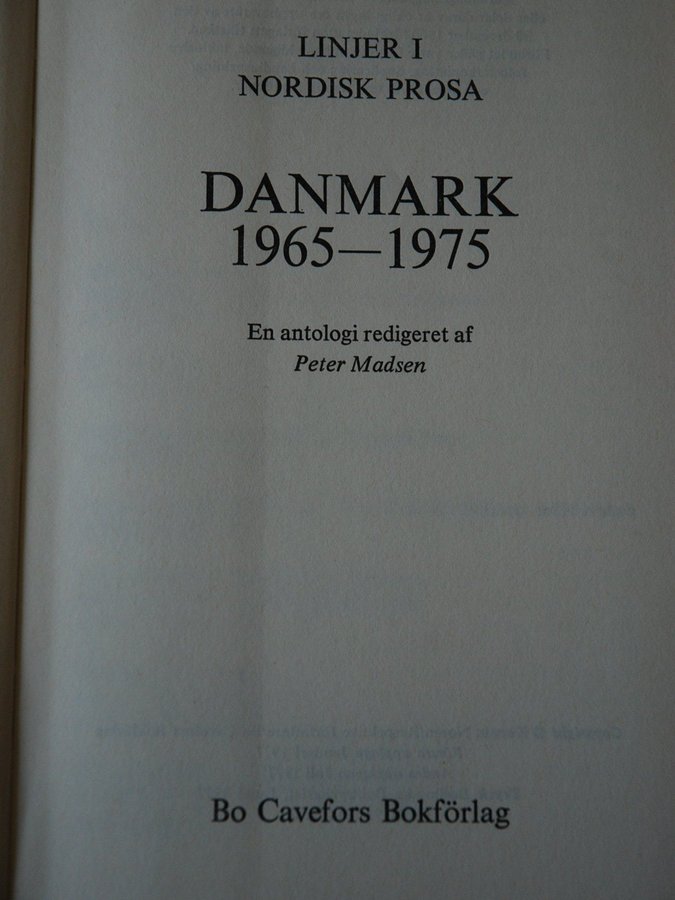 LINJER I
NORDISK PROSA
DANMARK
1965—1975
En antologi redigeret af
Peter Madsen
Bo Cavefors Bokförlag